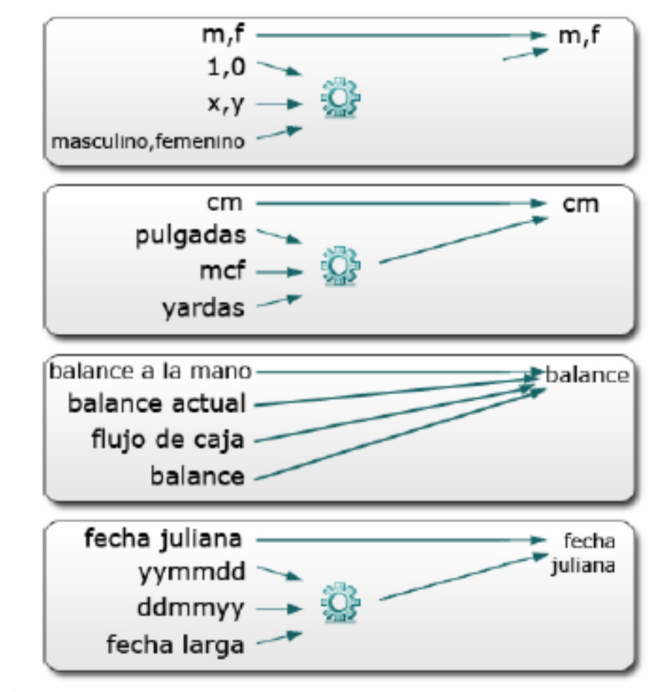 m,f
m,f
1,0
x,y
masculino,femenino
cm
cm
pulgadas
mcf
yardas
balance a la mano
balance
balance actual
flujo de caja
balance
fecha juliana
fecha
juliana
yymmdd
ddmmyy
fecha larga